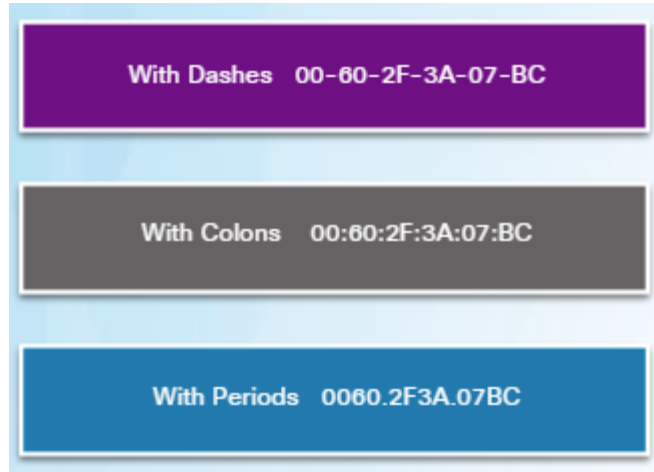 With Dashes 00-60-2F-3A-07-BC
With Colons 00:60:2F:3A:07:BC
With Periods 0060.2F3A.07BC